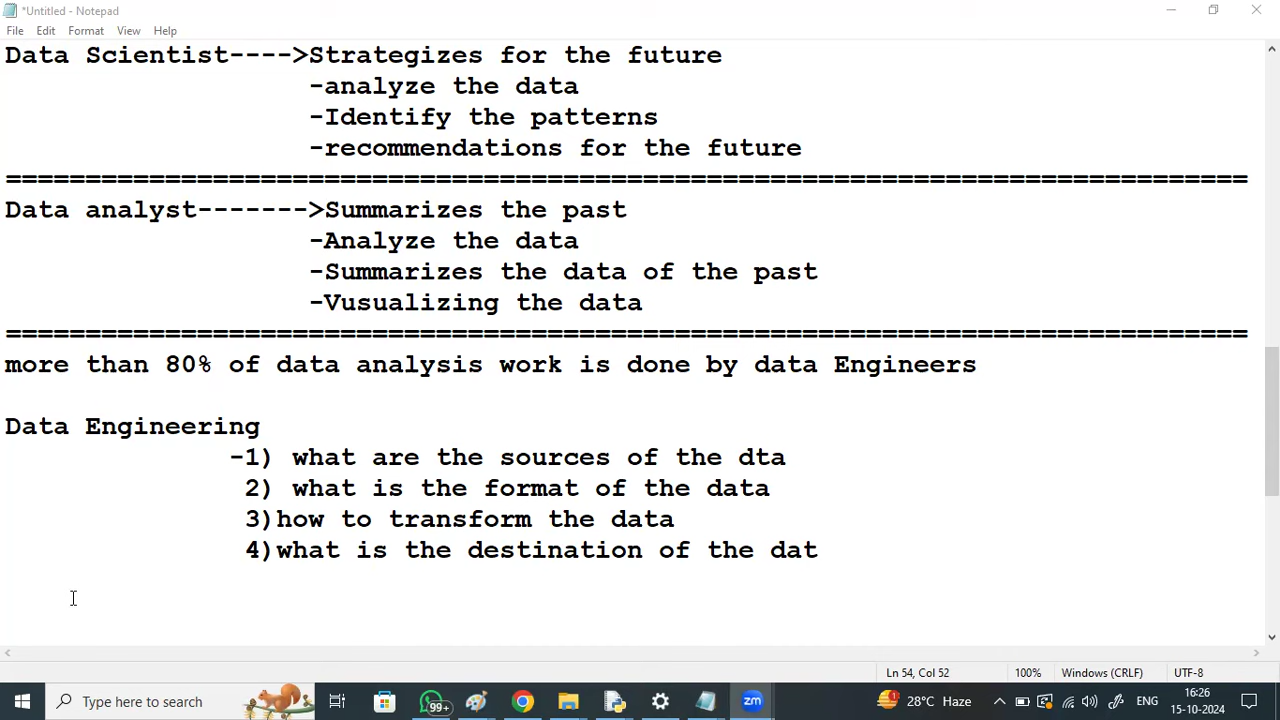 *Untitled - Notepad
File Edit Format View Help
Data Scientist---->Strategizes for the future
-analyze the data
-Identify the patterns
-recommendations for the future
==============================================================================
Data analyst------->Summarizes the past
-Analyze the data
-Summarizes the data of the past
-Vusualizing the data
==============================================================================
more than 80% of data analysis work is done by data Engineers
Data Engineering
-1) what are the sources of the dta
2) what is the format of the data
3)how to transform the data
4)what is the destination of the dat
Ln 54, Col 52 100% Windows (CRLF) UTF-8
Type here to search 99+ zm 1 28°C Haze ENG 16:26
15-10-2024